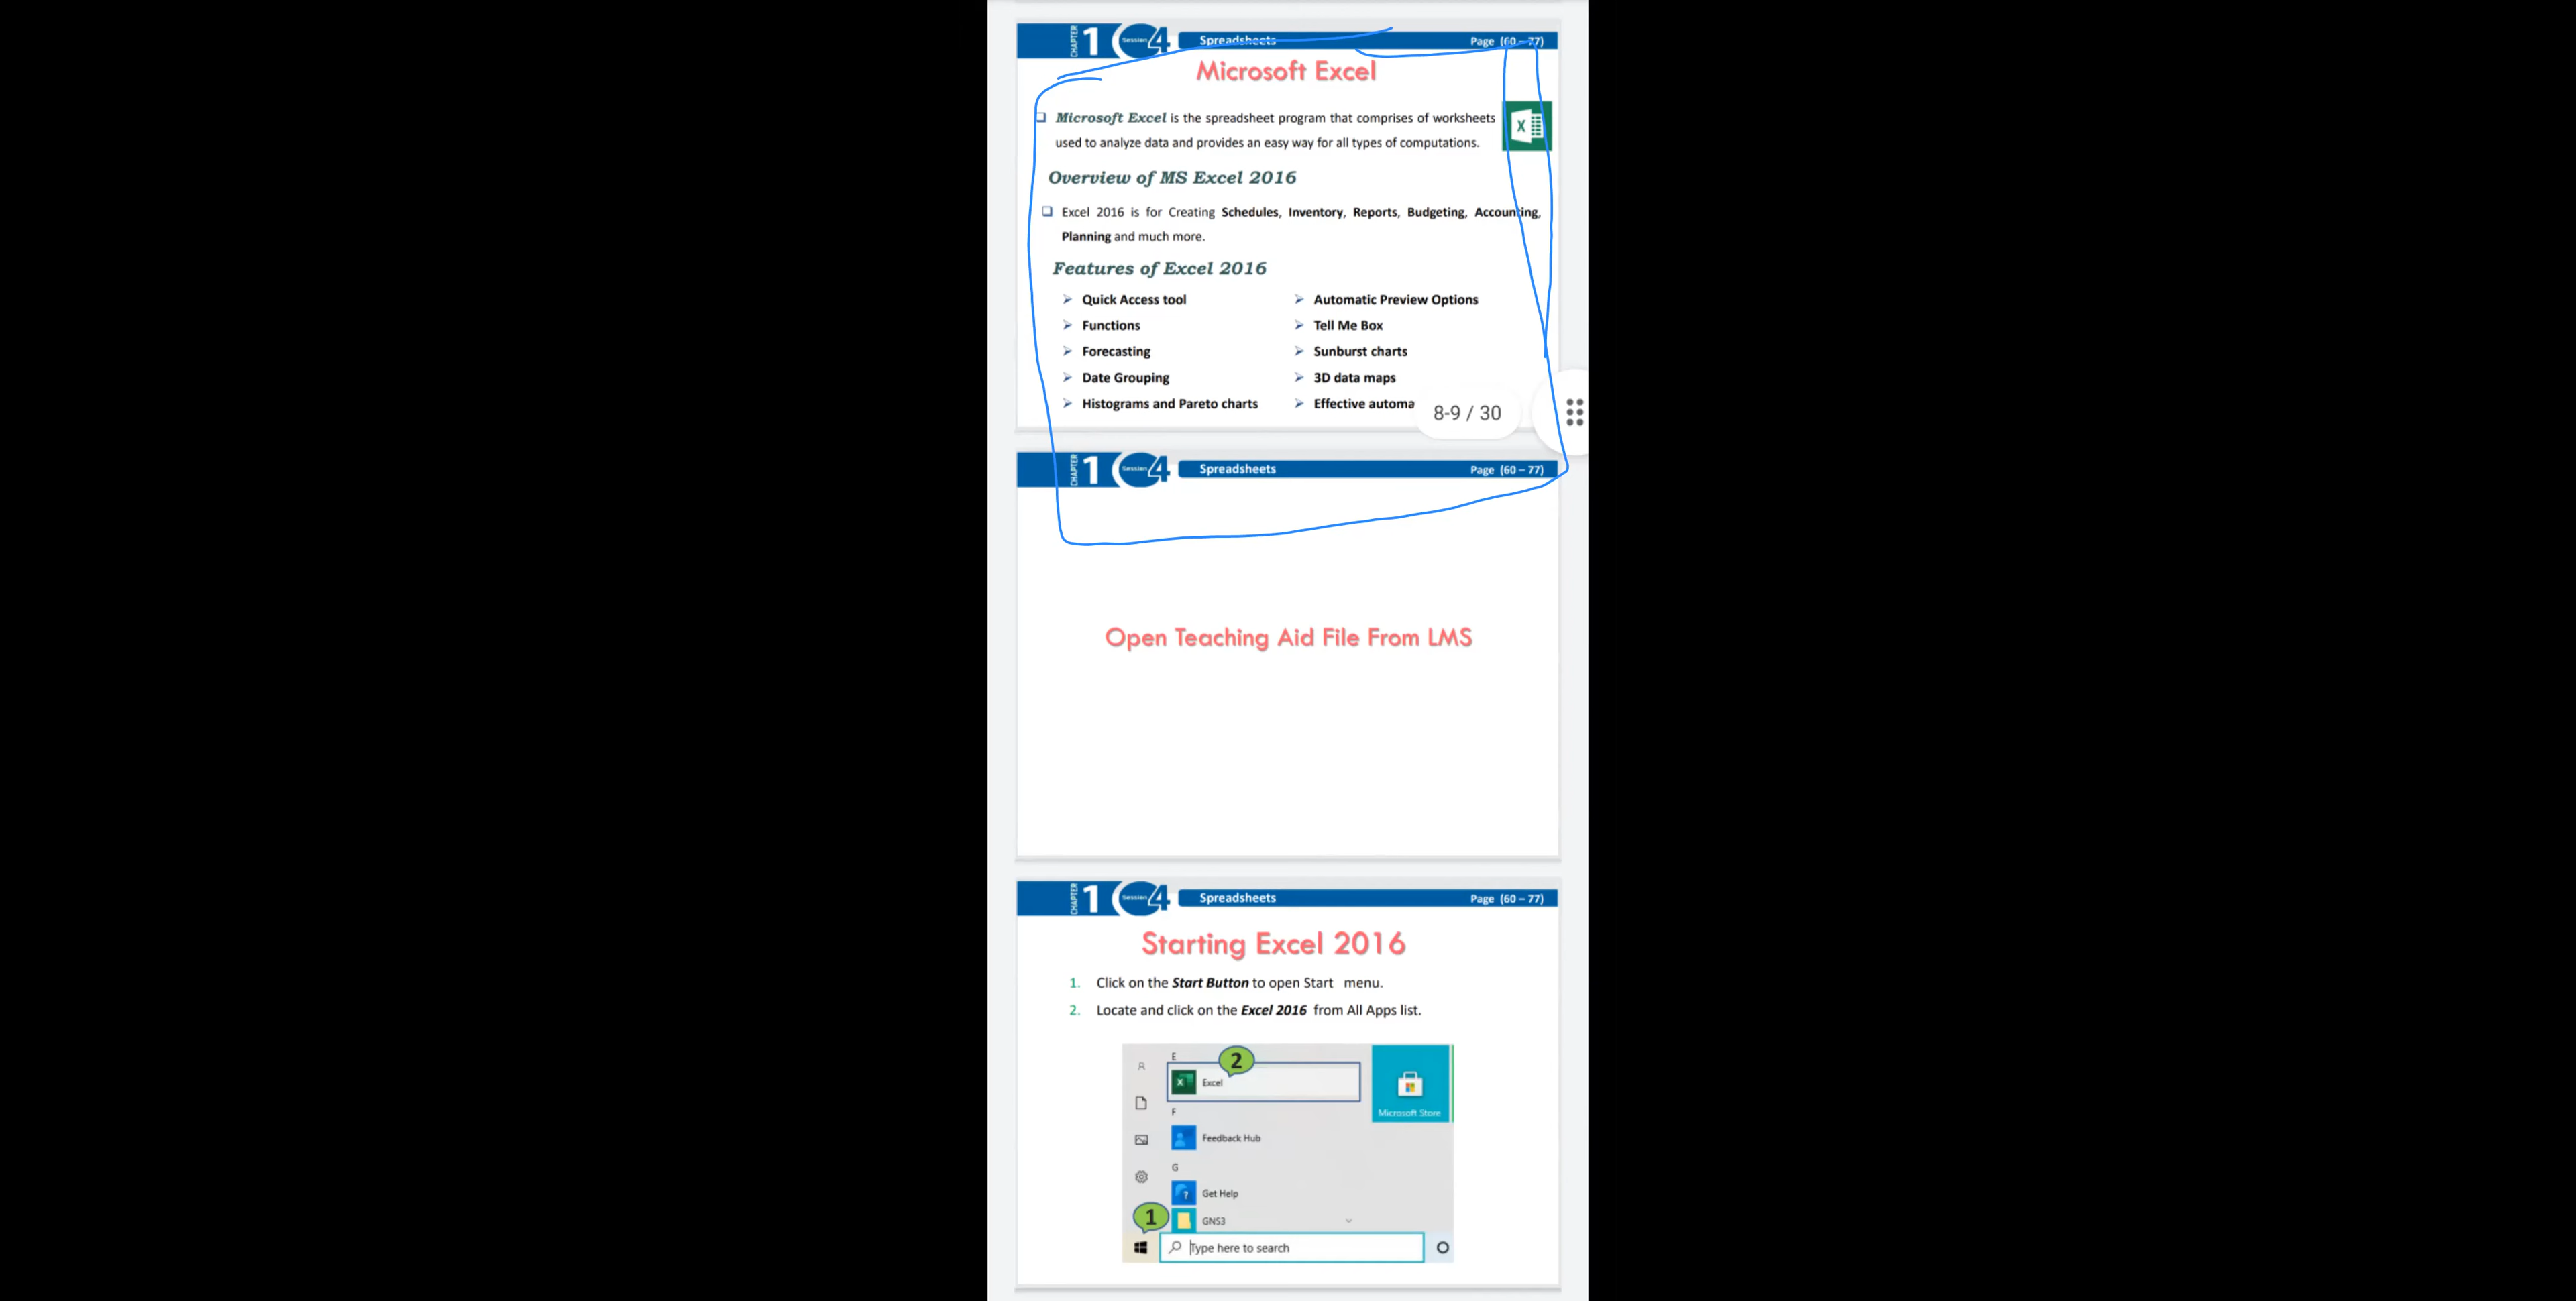 CHAPTER 1 Session 4 Spreadsheets Page (60 – 77)
Microsoft Excel
Microsoft Excel is the spreadsheet program that comprises of worksheets
used to analyze data and provides an easy way for all types of computations.
Overview of MS Excel 2016
Excel 2016 is for Creating Schedules, Inventory, Reports, Budgeting, Accounting,
Planning and much more.
Features of Excel 2016
Quick Access tool
Functions
Forecasting
Date Grouping
Histograms and Pareto charts
Automatic Preview Options
Tell Me Box
Sunburst charts
3D data maps
Effective automa
8-9 / 30
CHAPTER 1 Session 4 Spreadsheets Page (60 – 77)
Open Teaching Aid File From LMS
CHAPTER 1 Session 4 Spreadsheets Page (60 – 77)
Starting Excel 2016
1. Click on the Start Button to open Start menu.
2. Locate and click on the Excel 2016 from All Apps list.
E
2
Excel
Microsoft Store
F
Feedback Hub
G
Get Help
1
GNS3
Type here to search